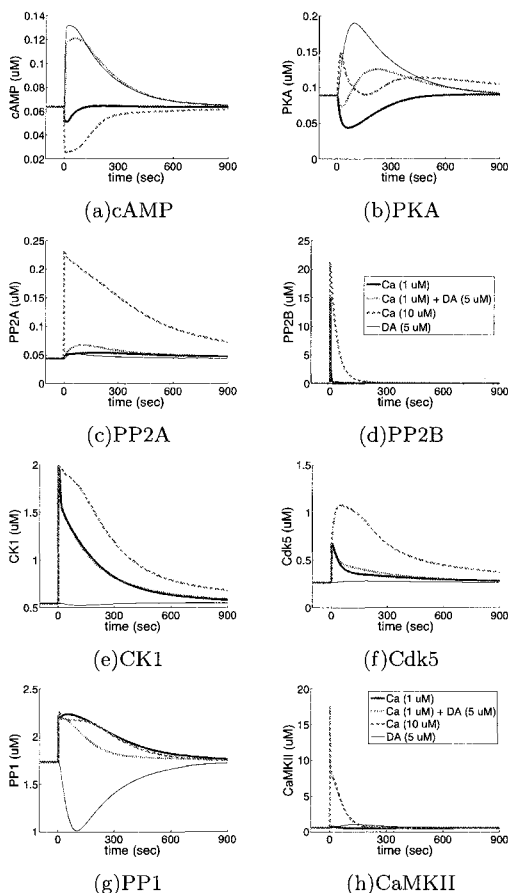 0.14
0.12
0.1
0.08
0.06
0.04
0.02
cAMP (uM)
0 300 600 900
time (sec)
(a)cAMP
0.2
0.15
0.1
0.05
0
PKA (uM)
0 300 600 900
time (sec)
(b)PKA
0.25
0.2
0.15
0.1
0.05
0
PP2A (uM)
0 300 600 900
time (sec)
(c)PP2A
25
20
15
10
5
0
PP2B (uM)
Ca (1 uM)
Ca (1 uM) + DA (5 uM)
Ca (10 uM)
DA (5 uM)
0 300 600 900
time (sec)
(d)PP2B
2
1.5
1
0.5
CK1 (uM)
0 300 600 900
time (sec)
(e)CK1
1.5
1
0.5
0
Cdk5 (uM)
0 300 600 900
time (sec)
(f)Cdk5
2.5
2
1.5
1
PP1 (uM)
0 300 600 900
time (sec)
(g)PP1
20
15
10
5
0
CaMKII (uM)
Ca (1 uM)
Ca (1 uM) + DA (5 uM)
Ca (10 uM)
DA (5 uM)
0 300 600 900
time (sec)
(h)CaMKII